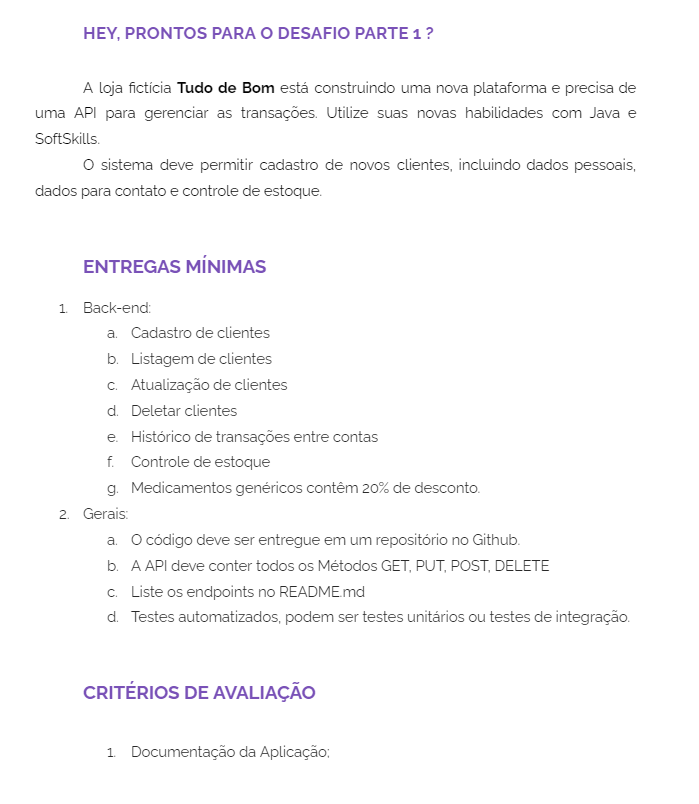 HEY, PRONTOS PARA O DESAFIO PARTE 1 ?
A loja fictícia Tudo de Bom está construindo uma nova plataforma e precisa de
uma API para gerenciar as transações. Utilize suas novas habilidades com Java e
SoftSkills.
O sistema deve permitir cadastro de novos clientes, incluindo dados pessoais,
dados para contato e controle de estoque.
ENTREGAS MÍNIMAS
1. Back-end:
a. Cadastro de clientes
b. Listagem de clientes
c. Atualização de clientes
d. Deletar clientes
e. Histórico de transações entre contas
f. Controle de estoque
g. Medicamentos genéricos contêm 20% de desconto.
2. Gerais:
a. O código deve ser entregue em um repositório no Github.
b. A API deve conter todos os Métodos GET, PUT, POST, DELETE
c. Liste os endpoints no README.md
d. Testes automatizados, podem ser testes unitários ou testes de integração.
CRITÉRIOS DE AVALIAÇÃO
1. Documentação da Aplicação;